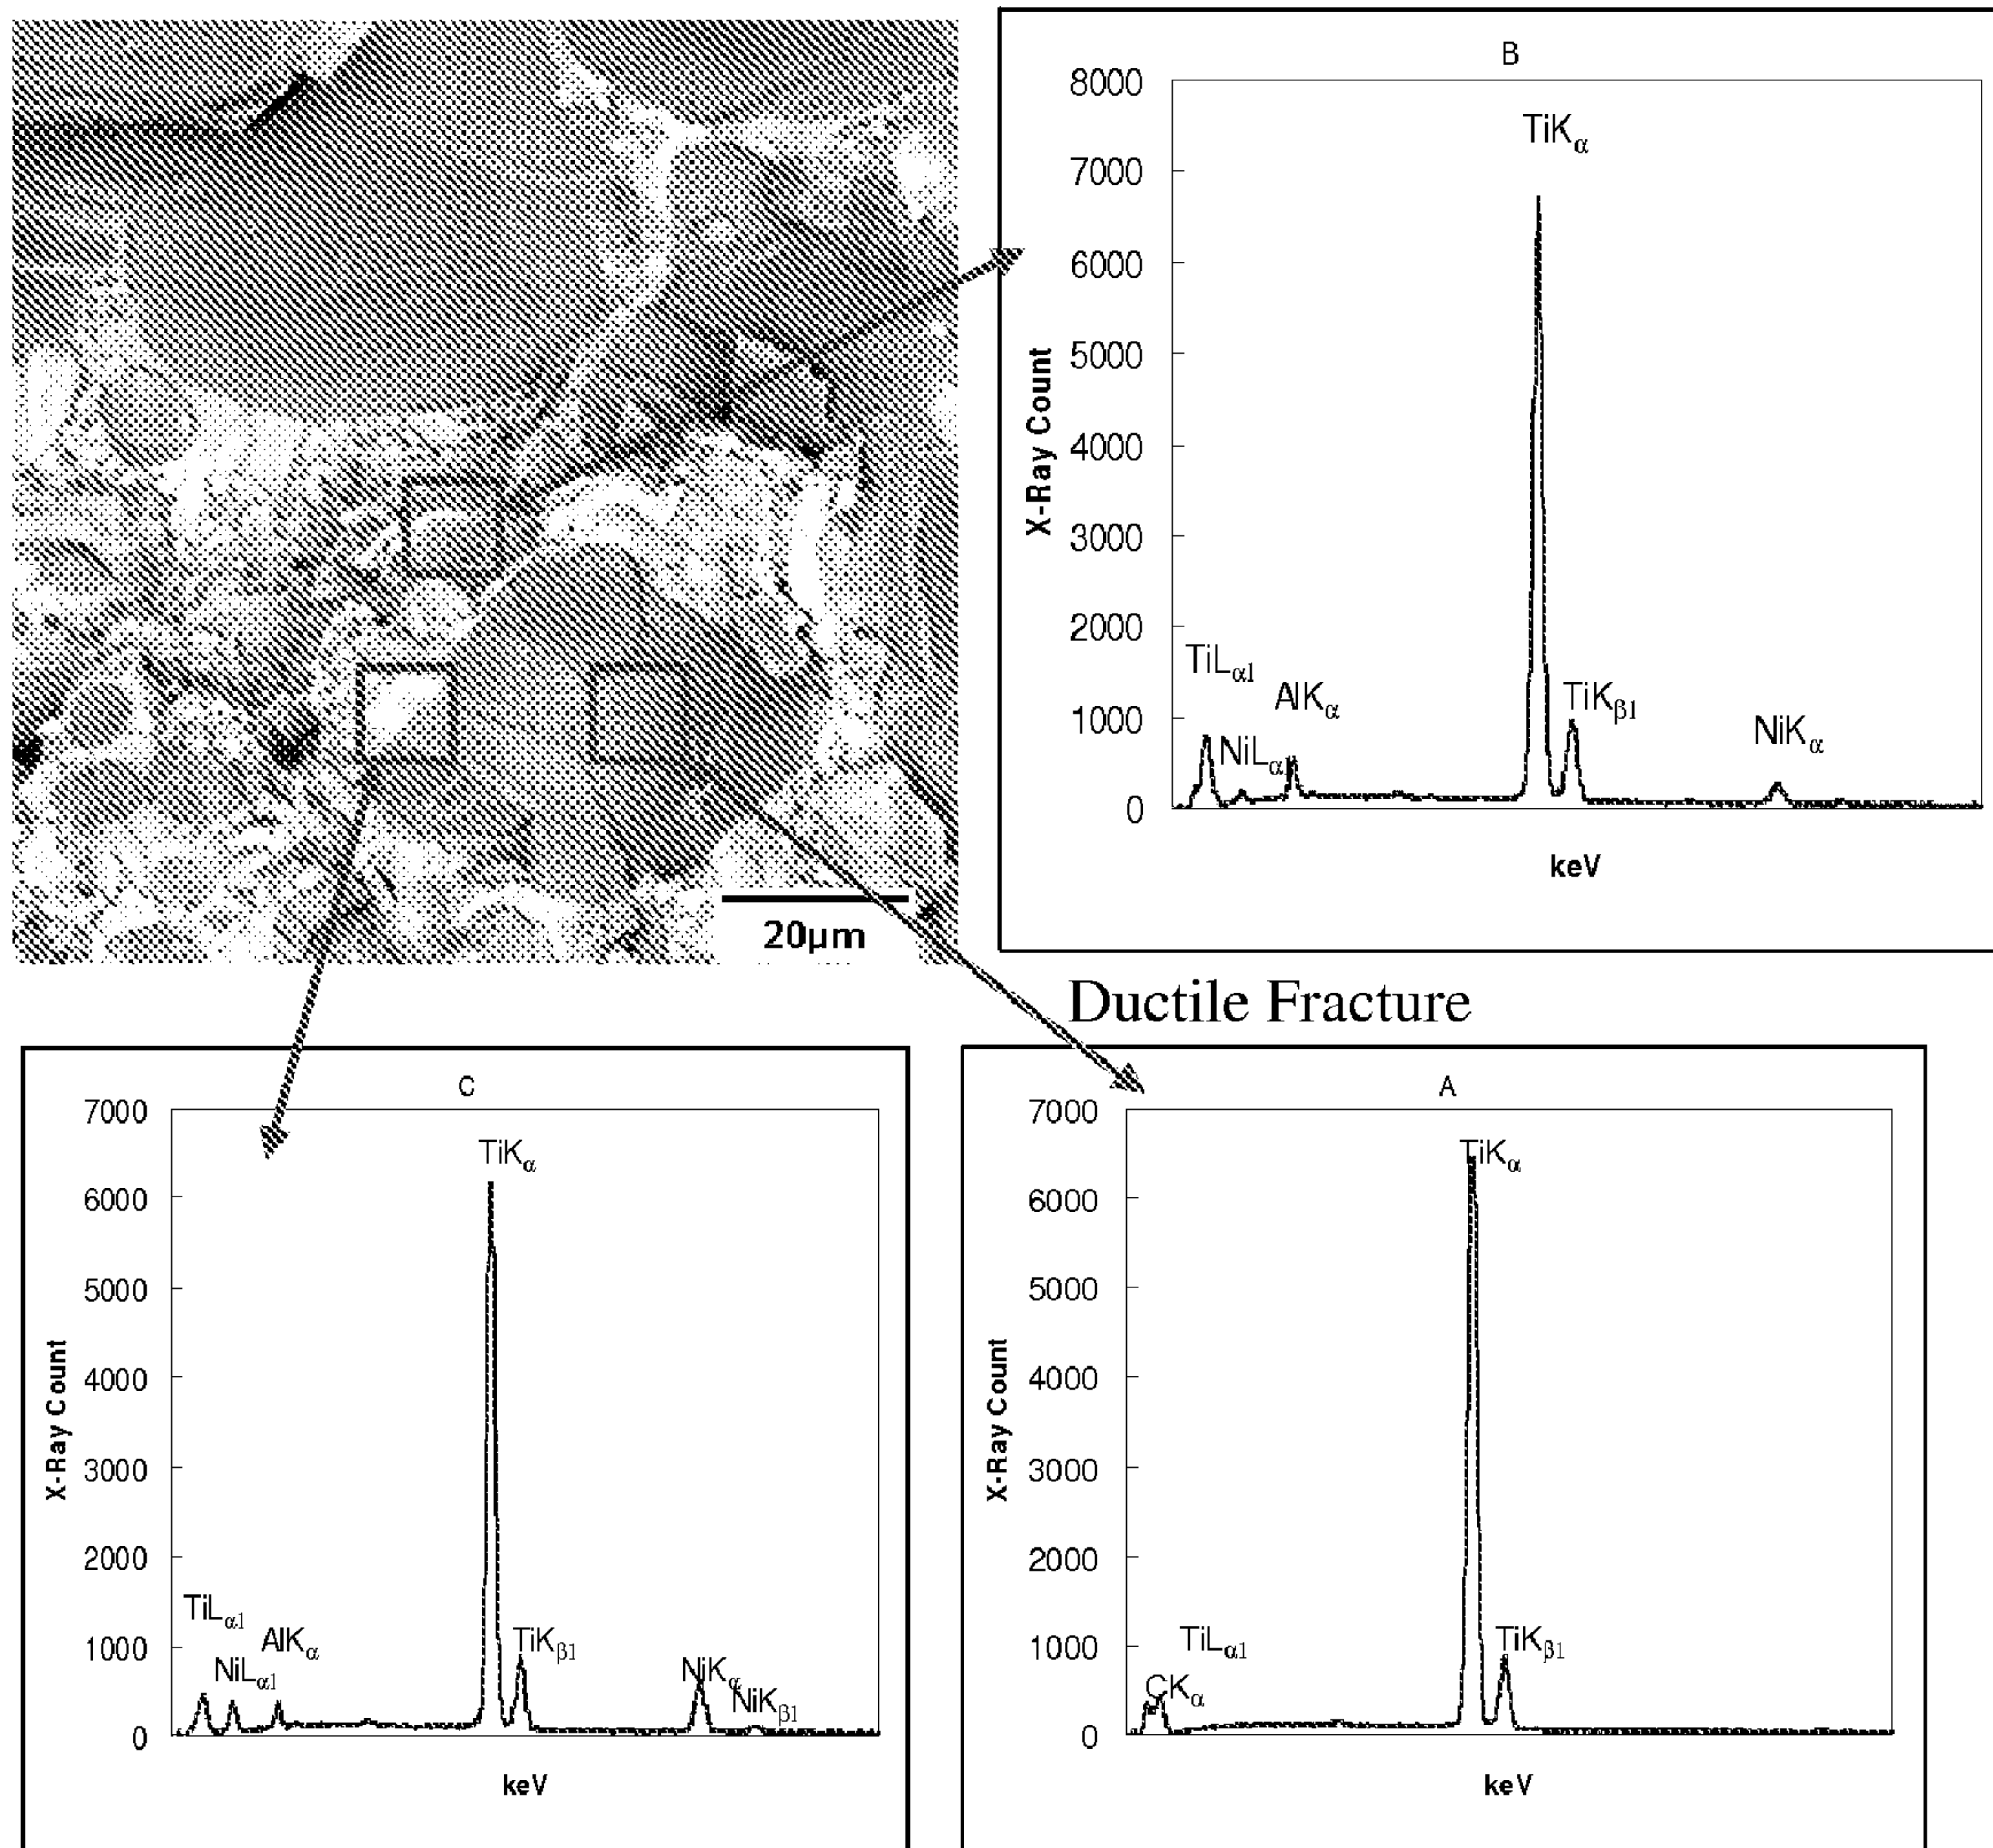 20µm
B
8000
7000
6000
5000
4000
3000
2000
1000
0
X-Ray Count
TiKα
TiLα1
NiLα
AlKα
TiKβ1
NiKα
keV
Ductile Fracture
C
7000
6000
5000
4000
3000
2000
1000
0
X-Ray Count
TiKα
TiLα1
NiLα1
AlKα
TiKβ1
NiKα
NiKβ1
keV
A
7000
6000
5000
4000
3000
2000
1000
0
X-Ray Count
TiKα
TiLα1
CKα
TiKβ1
keV